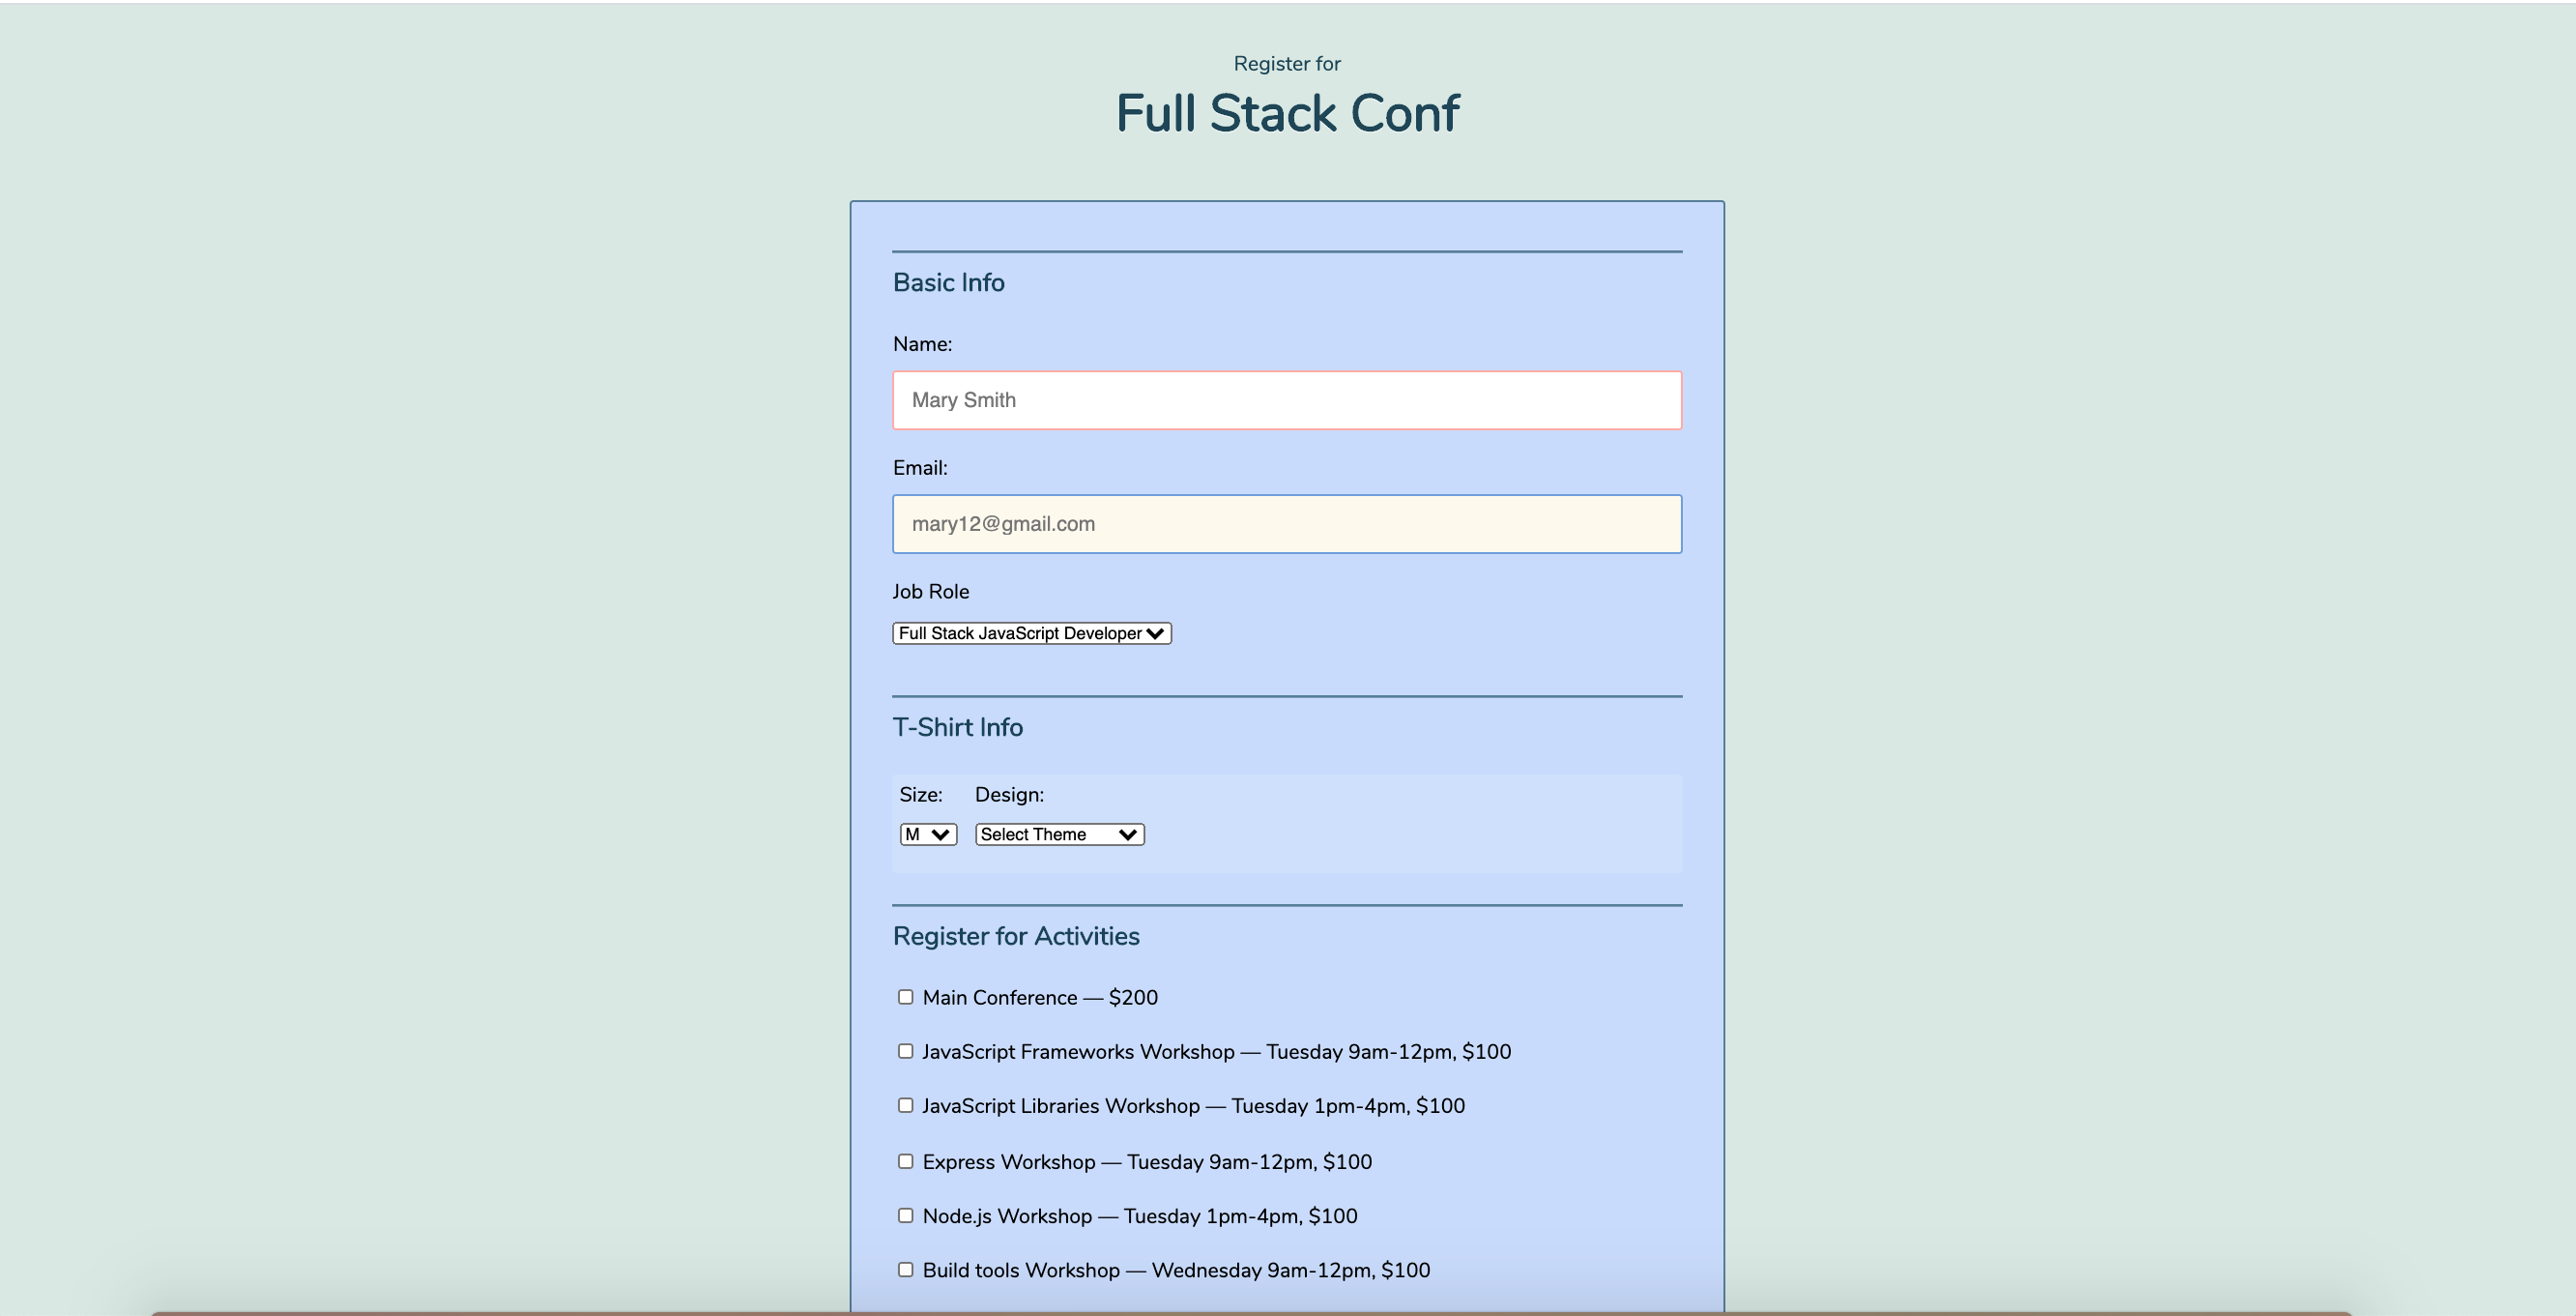 Register for
Full Stack Conf
Basic Info
Name:
Mary Smith
Email:
mary12@gmail.com
Job Role
Full Stack JavaScript Developer
T-Shirt Info
Size: Design:
M Select Theme
Register for Activities
Main Conference — $200
JavaScript Frameworks Workshop — Tuesday 9am-12pm, $100
JavaScript Libraries Workshop — Tuesday 1pm-4pm, $100
Express Workshop — Tuesday 9am-12pm, $100
Node.js Workshop — Tuesday 1pm-4pm, $100
Build tools Workshop — Wednesday 9am-12pm, $100